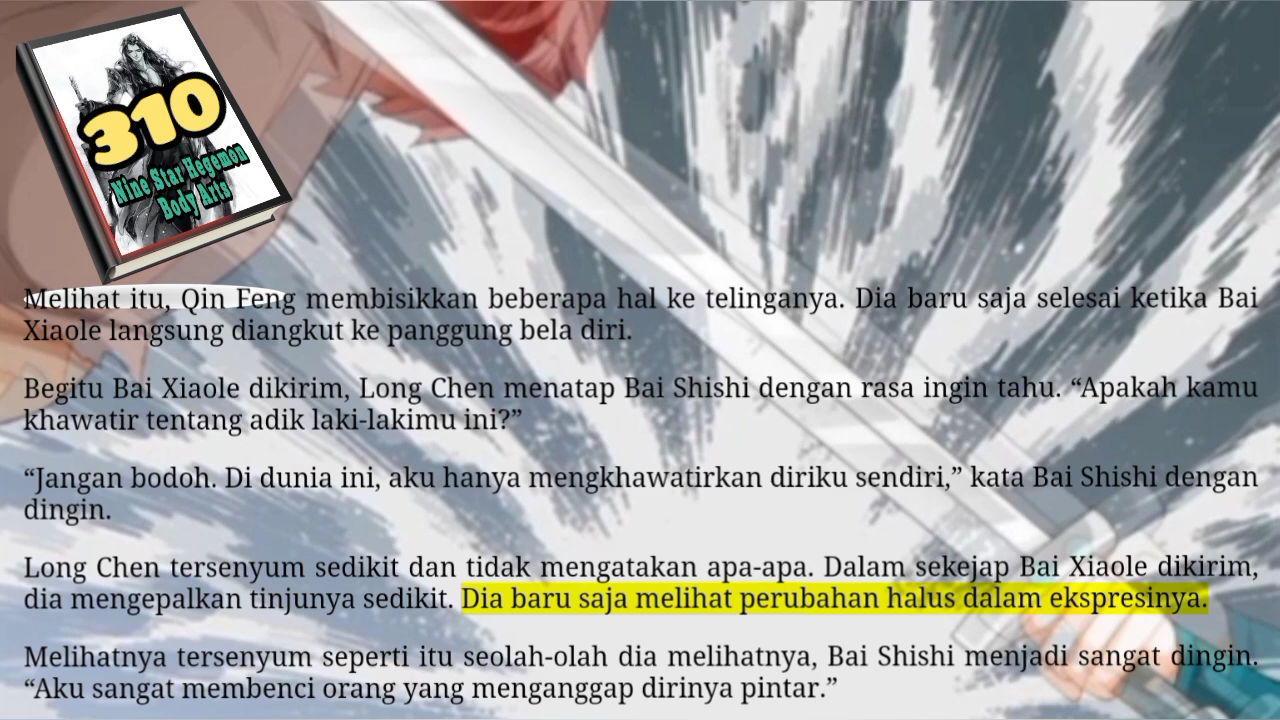 310
Nine Star Hegemon
Body Arts
Melihat itu, Qin Feng membisikkan beberapa hal ke telinganya. Dia baru saja selesai ketika Bai
Xiaole langsung diangkut ke panggung bela diri.
Begitu Bai Xiaole dikirim, Long Chen menatap Bai Shishi dengan rasa ingin tahu. “Apakah kamu
khawatir tentang adik laki-lakimu ini?”
“Jangan bodoh. Di dunia ini, aku hanya mengkhawatirkan diriku sendiri,” kata Bai Shishi dengan
dingin.
Long Chen tersenyum sedikit dan tidak mengatakan apa-apa. Dalam sekejap Bai Xiaole dikirim,
dia mengepalkan tinjunya sedikit. Dia baru saja melihat perubahan halus dalam ekspresinya.
Melihatnya tersenyum seperti itu seolah-olah dia melihatnya, Bai Shishi menjadi sangat dingin.
“Aku sangat membenci orang yang menganggap dirinya pintar.”